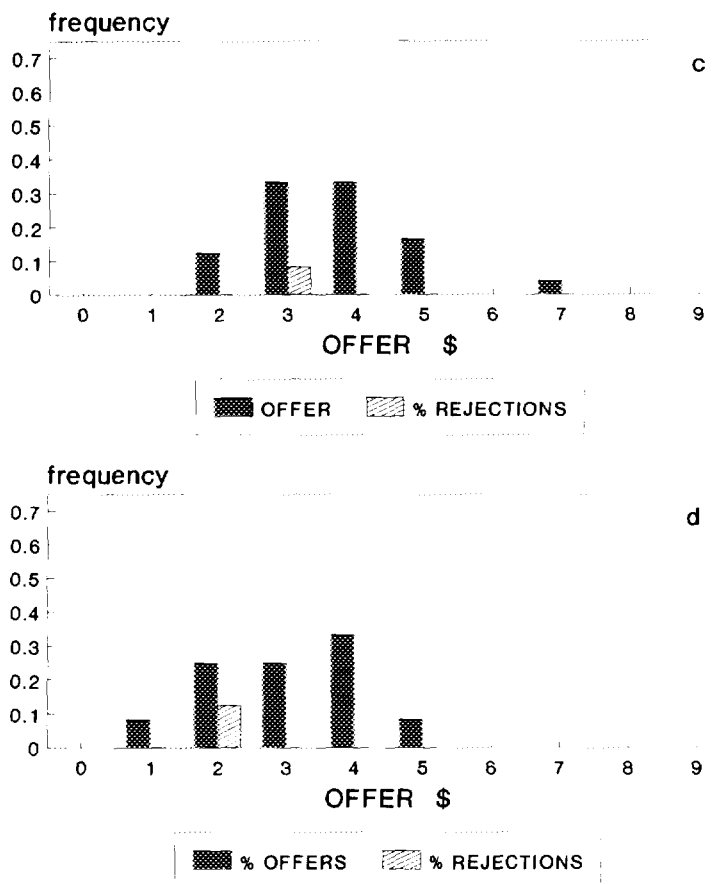 frequency
c
0.7
0.6
0.5
0.4
0.3
0.2
0.1
0
0 1 2 3 4 5 6 7 8 9
OFFER $
OFFER % REJECTIONS
frequency
d
0.7
0.6
0.5
0.4
0.3
0.2
0.1
0
0 1 2 3 4 5 6 7 8 9
OFFER $
% OFFERS % REJECTIONS